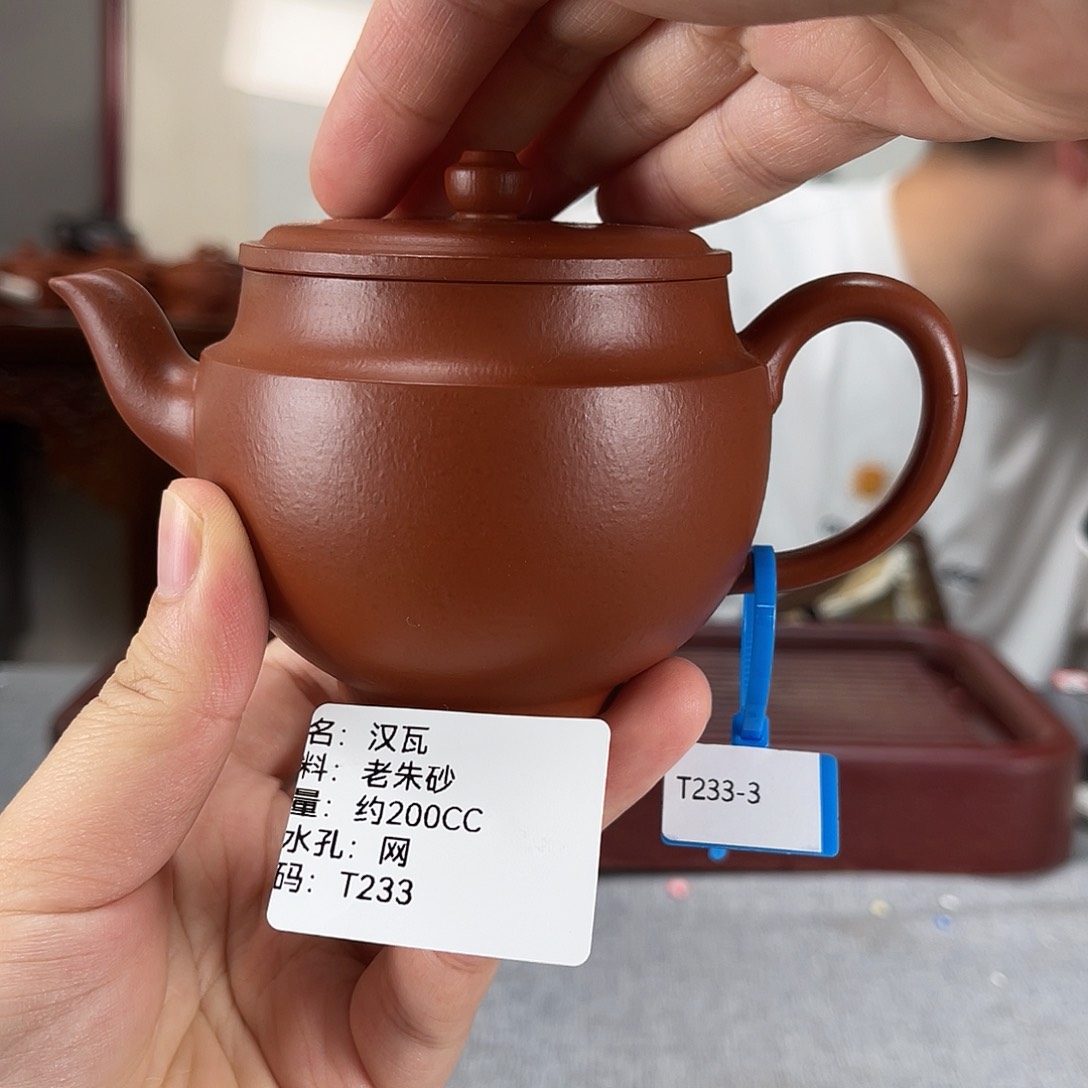 名：汉瓦
料：老朱砂
量：约200CC
水孔：网
码：T233
T233-3